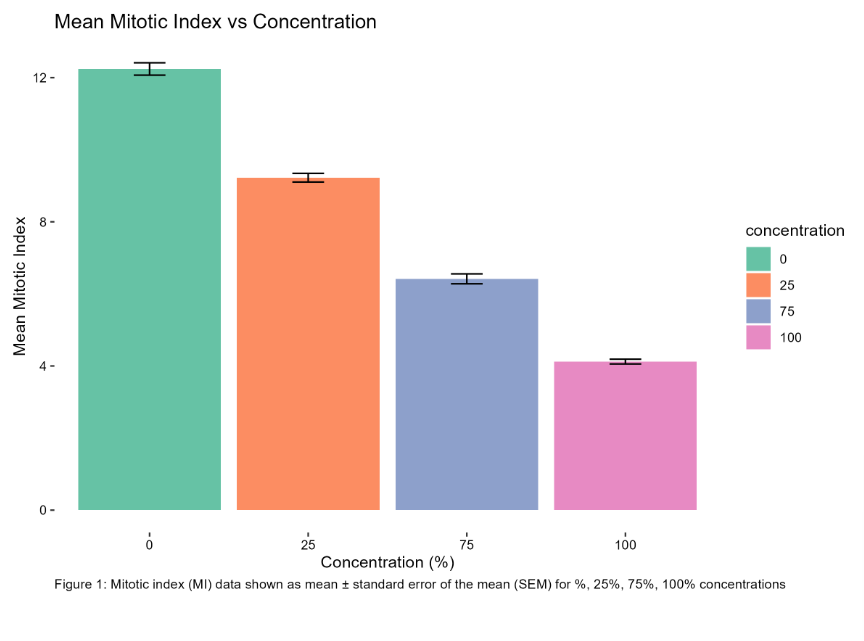 Mean Mitotic Index vs Concentration
Mean Mitotic Index
12
8
4
0
0
25
75
100
Concentration (%)
concentration
0
25
75
100
Figure 1: Mitotic index (MI) data shown as mean ± standard error of the mean (SEM) for %, 25%, 75%, 100% concentrations